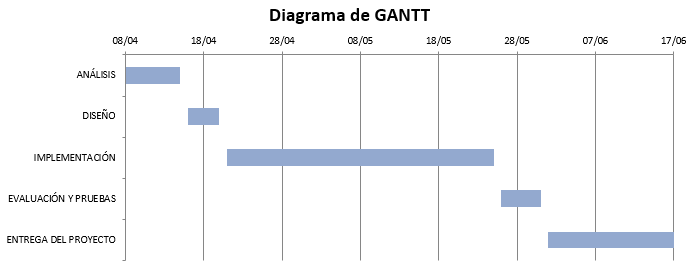 Diagrama de GANTT
08/04 18/04 28/04 08/05 18/05 28/05 07/06 17/06
ANÁLISIS
DISEÑO
IMPLEMENTACIÓN
EVALUACIÓN Y PRUEBAS
ENTREGA DEL PROYECTO